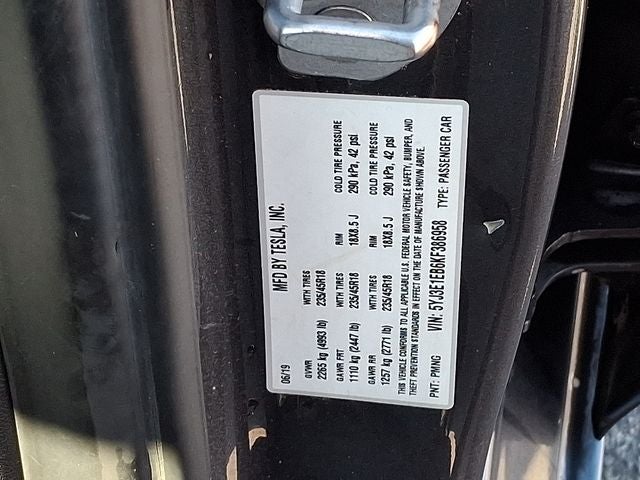 MFD BY TESLA, INC.
06/19
GVWR WITH TIRES RIM COLD TIRE PRESSURE
2265 kg (4993 lb) 235/45R18 18X8.5 J 290 kPa, 42 psi
GAWR FRT WITH TIRES RIM COLD TIRE PRESSURE
1110 kg (2447 lb) 235/45R18 18X8.5 J 290 kPa, 42 psi
GAWR RR WITH TIRES
1257 kg (2771 lb) 235/45R18
THIS VEHICLE CONFORMS TO ALL APPLICABLE U.S. FEDERAL MOTOR VEHICLE SAFETY, BUMPER, AND
THEFT PREVENTION STANDARDS IN EFFECT ON THE DATE OF MANUFACTURE SHOWN ABOVE.
PNT: PMNG VIN: 5YJ3E1EB6KF386958 TYPE: PASSENGER CAR